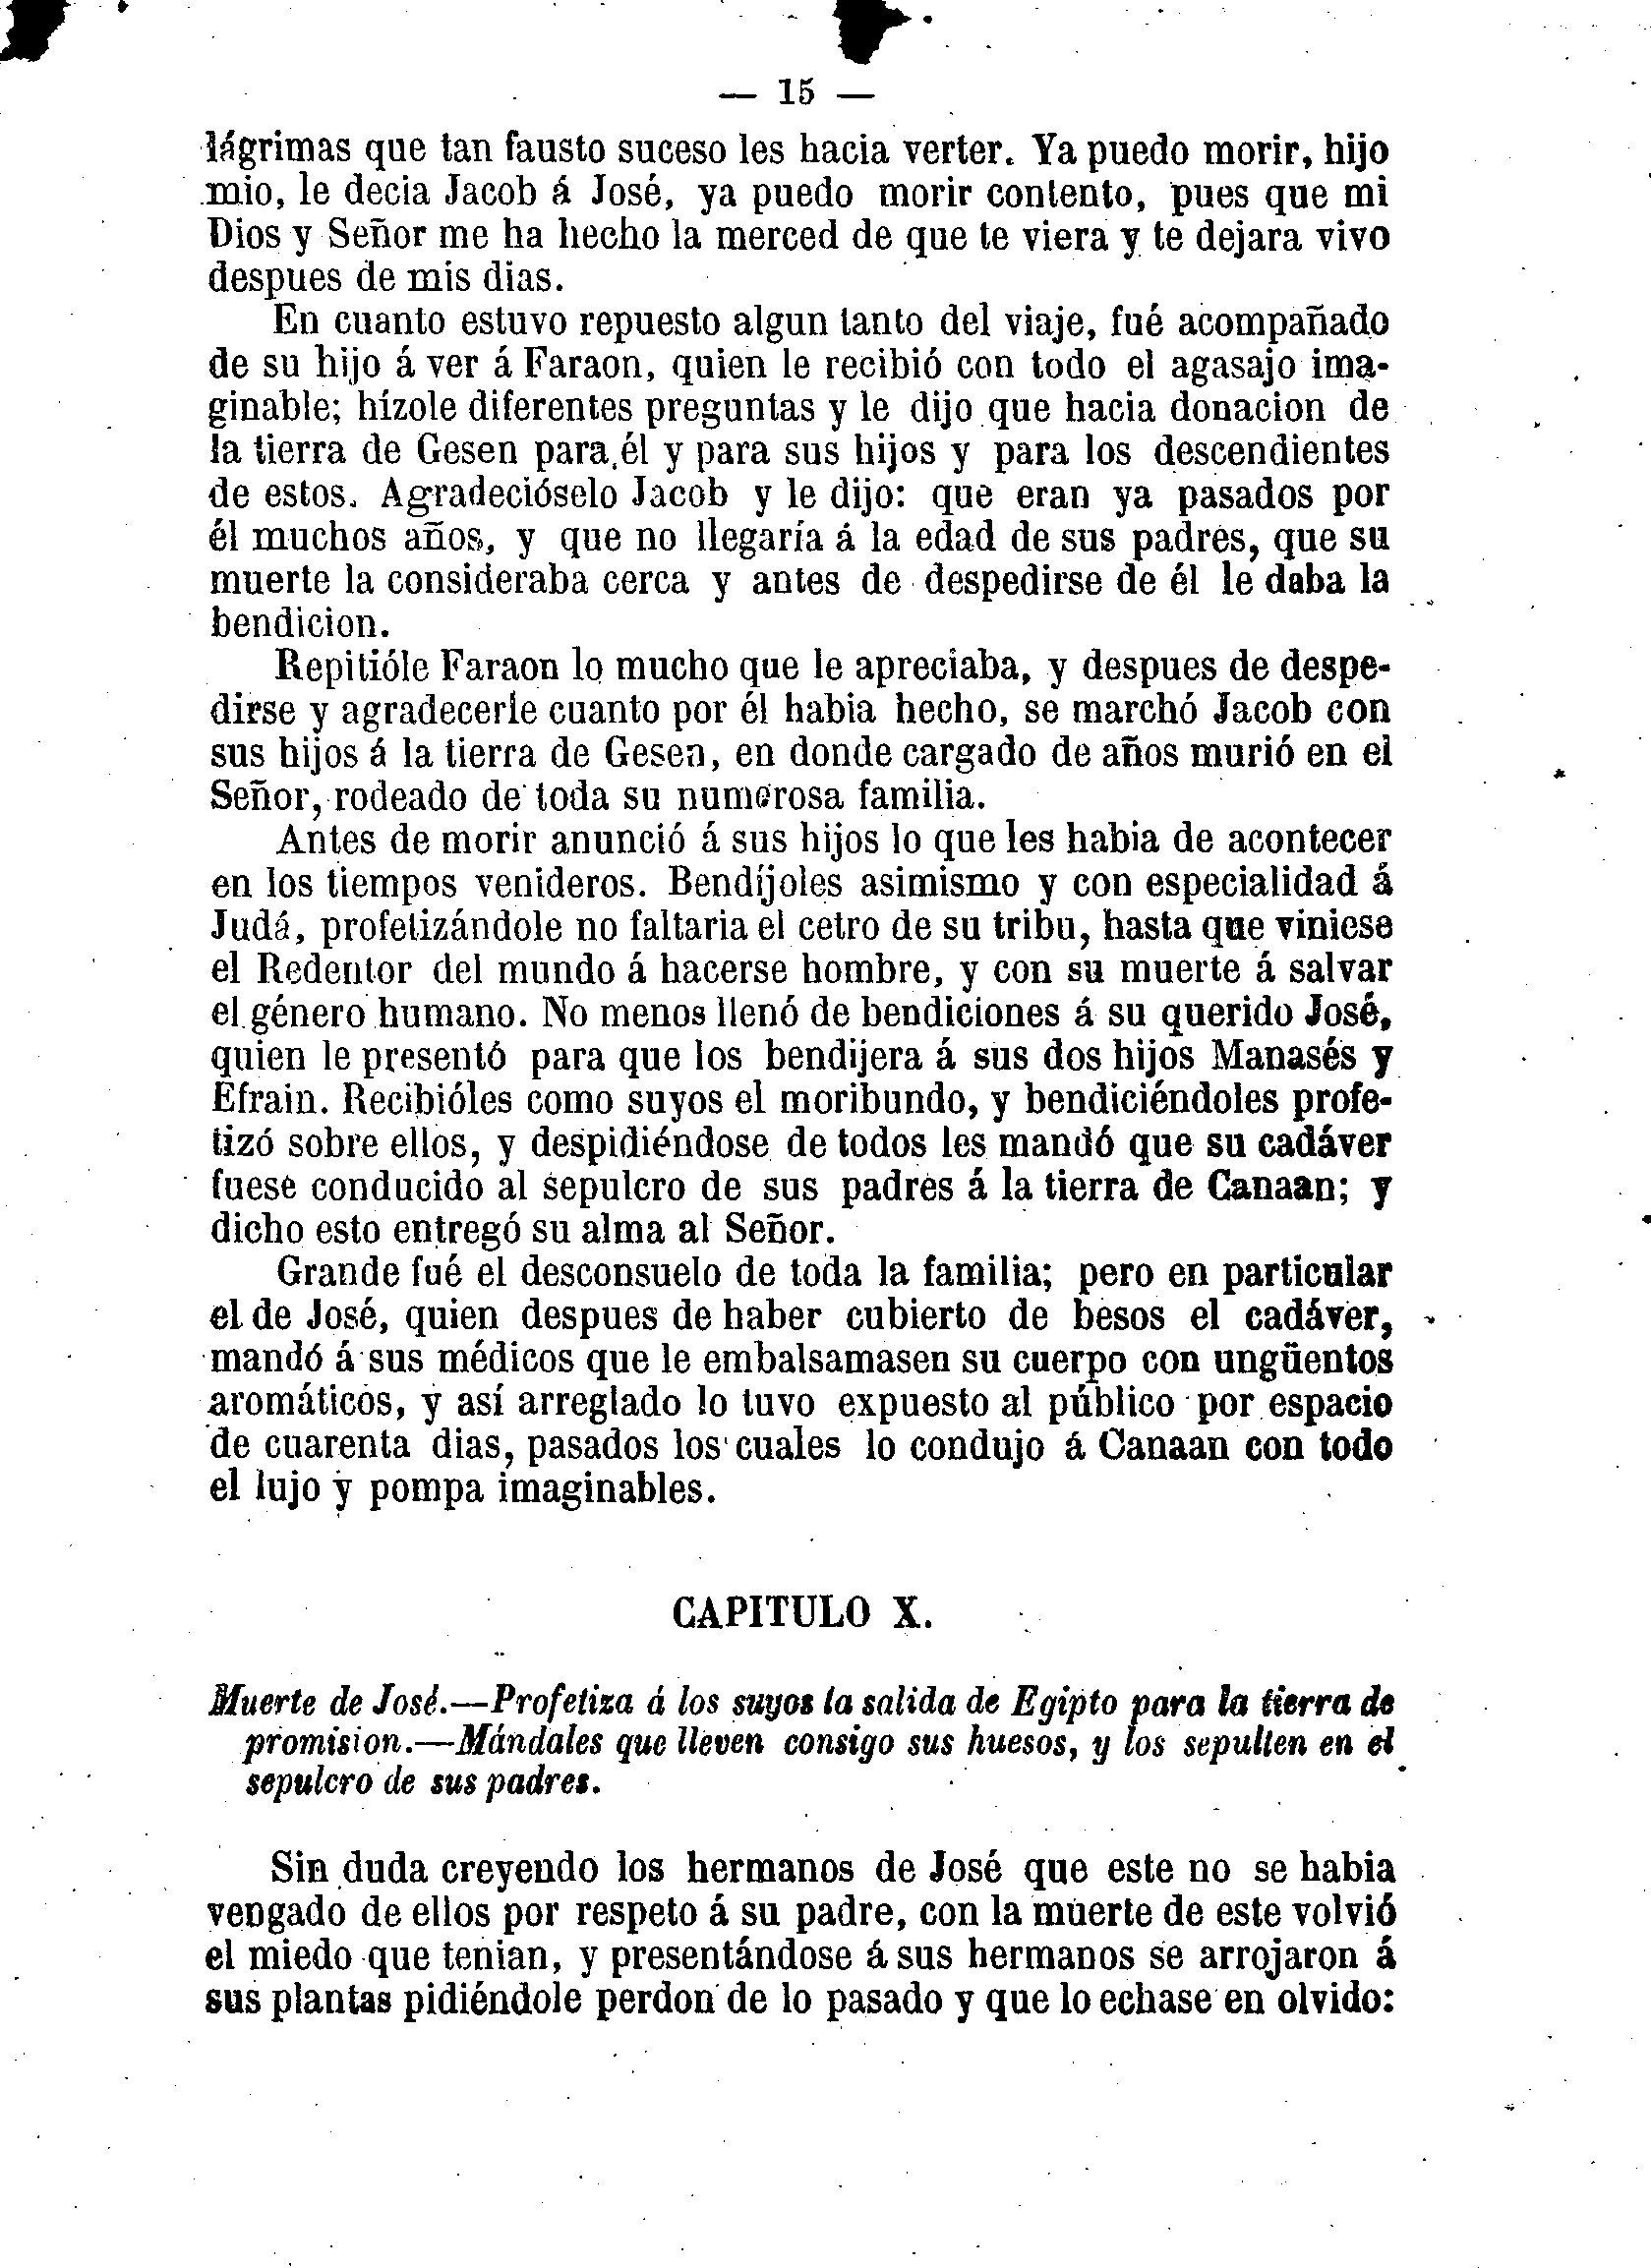 — 15 —
lágrimas que tan fausto suceso les hacia verter. Ya puedo morir, hijo
mio, le decia Jacob á José, ya puedo morir contento, pues que mi
Dios y Señor me ha hecho la merced de que te viera y te dejara vivo
despues de mis dias.
En cuanto estuvo repuesto algun tanto del viaje, fué acompañado
de su hijo á ver á Faraon, quien le recibió con todo el agasajo ima-
ginable; hízole diferentes preguntas y le dijo que hacia donacion de
la tierra de Gesen para él y para sus hijos y para los descendientes
de estos. Agradecióselo Jacob y le dijo: que eran ya pasados por
él muchos años, y que no llegaría á la edad de sus padres, que su
muerte la consideraba cerca y antes de despedirse de él le daba la
bendicion.
Repitióle Faraon lo mucho que le apreciaba, y despues de despe-
dirse y agradecerle cuanto por él habia hecho, se marchó Jacob con
sus hijos á la tierra de Gesen, en donde cargado de años murió en el
Señor, rodeado de toda su numerosa familia.
Antes de morir anunció á sus hijos lo que les habia de acontecer
en los tiempos venideros. Bendíjoles asimismo y con especialidad á
Judá, profetizándole no faltaria el cetro de su tribu, hasta que viniese
el Redentor del mundo á hacerse hombre, y con su muerte á salvar
el género humano. No menos llenó de bendiciones á su querido José,
quien le presentó para que los bendijera á sus dos hijos Manasés y
Efrain. Recibióles como suyos el moribundo, y bendiciéndoles profe-
tizó sobre ellos, y despidiéndose de todos les mandó que su cadáver
fuese conducido al sepulcro de sus padres á la tierra de Canaan; y
dicho esto entregó su alma al Señor.
Grande fué el desconsuelo de toda la familia; pero en particular
el de José, quien despues de haber cubierto de besos el cadáver,
mandó á sus médicos que le embalsamasen su cuerpo con ungüentos
aromáticos, y así arreglado lo tuvo expuesto al público por espacio
de cuarenta dias, pasados los cuales lo condujo á Canaan con todo
el lujo y pompa imaginables.
CAPITULO X.
Muerte de José.—Profetiza á los suyos la salida de Egipto para la tierra de
promision.—Mándales que lleven consigo sus huesos, y los sepulten en el
sepulcro de sus padres.
Sin duda creyendo los hermanos de José que este no se habia
vengado de ellos por respeto á su padre, con la muerte de este volvió
el miedo que tenian, y presentándose á sus hermanos se arrojaron á
sus plantas pidiéndole perdon de lo pasado y que lo echase en olvido: